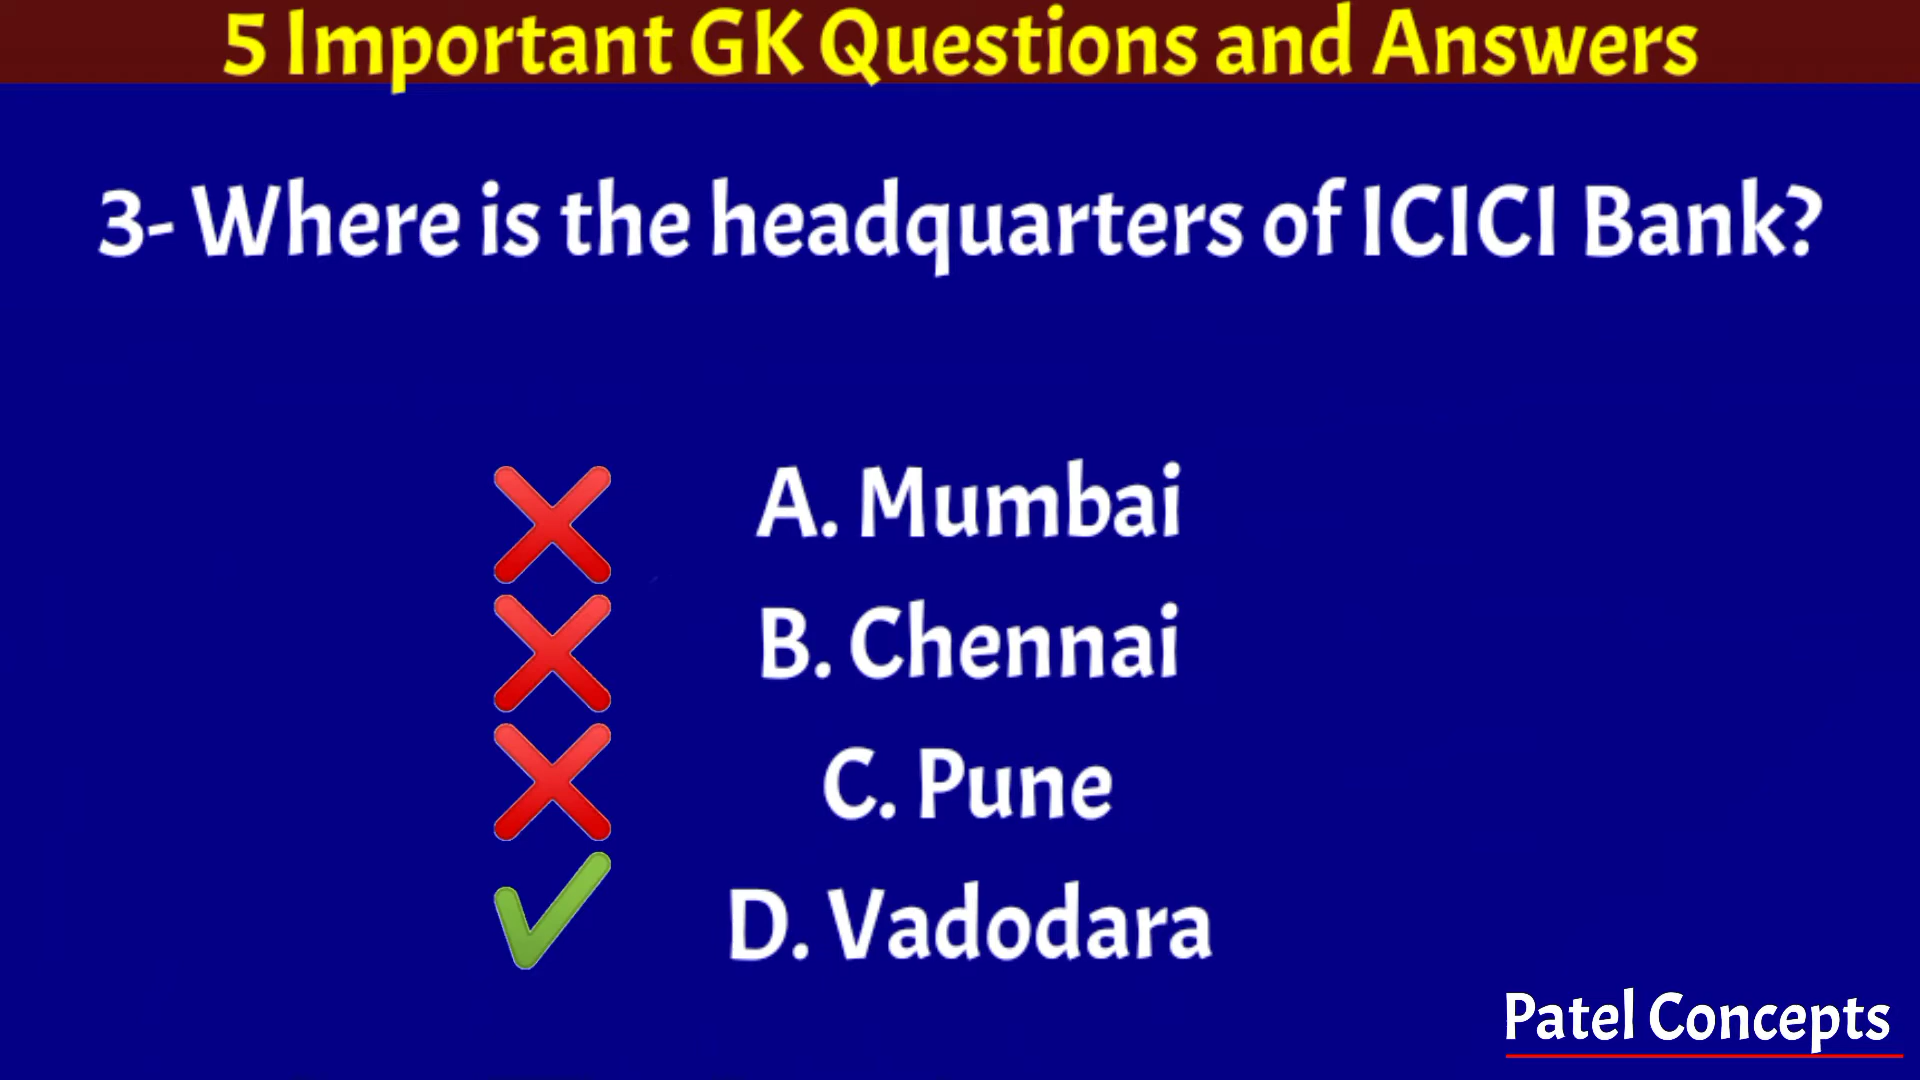 5 Important GK Questions and Answers
3- Where is the headquarters of ICICI Bank?
A. Mumbai
B. Chennai
C. Pune
D. Vadodara
Patel Concepts